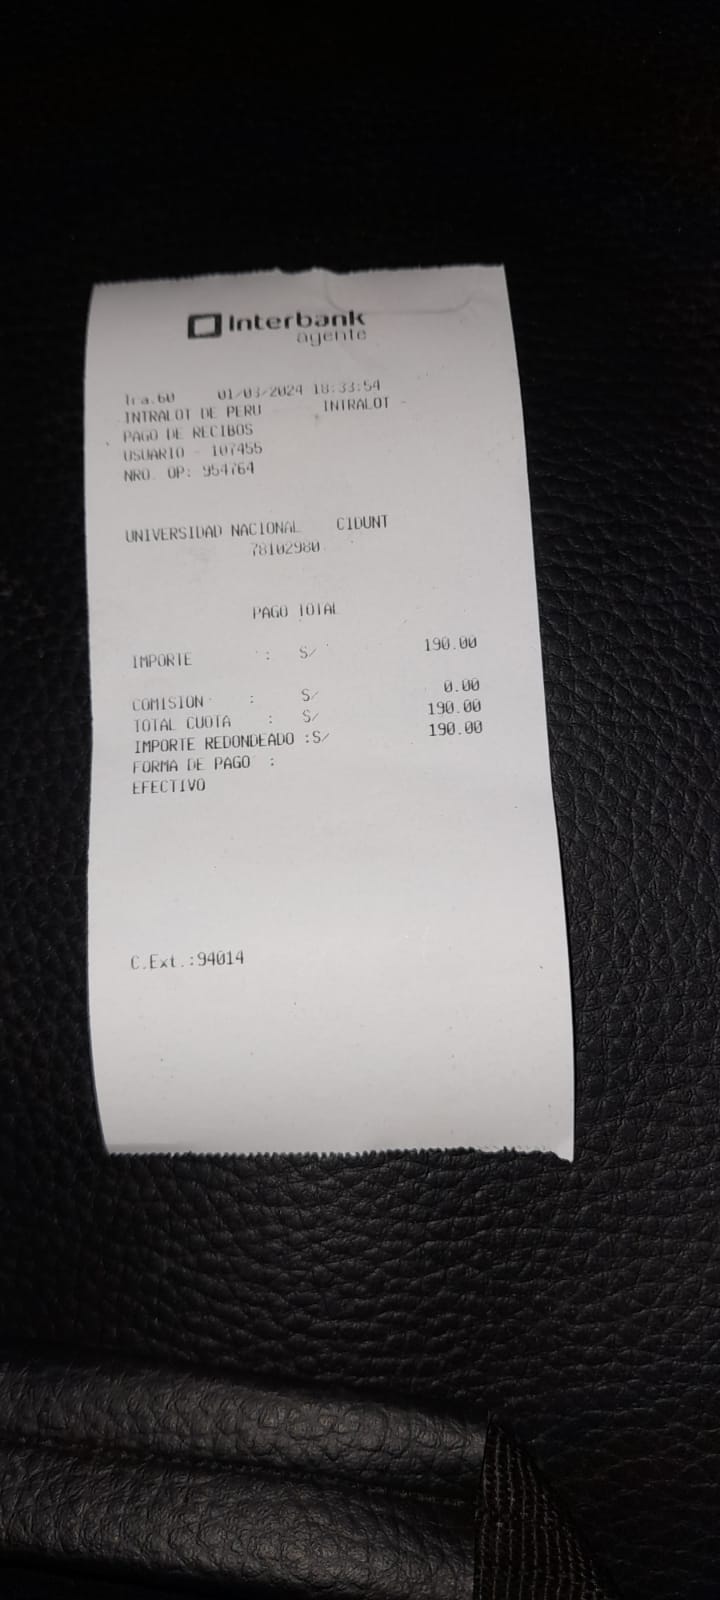 Interbank
agente
Tra.60 01/03/2024 18:33:54
INTRALOT DE PERU INTRALOT -
PAGO DE RECIBOS
USUARIO - 107455
NRO. OP: 954764
UNIVERSIDAD NACIONAL CIDUNT
78102980
PAGO TOTAL
IMPORTE : S/ 190.00
COMISION : S/ 0.00
TOTAL CUOTA : S/ 190.00
IMPORTE REDONDEADO :S/ 190.00
FORMA DE PAGO :
EFECTIVO
C.Ext.:94014